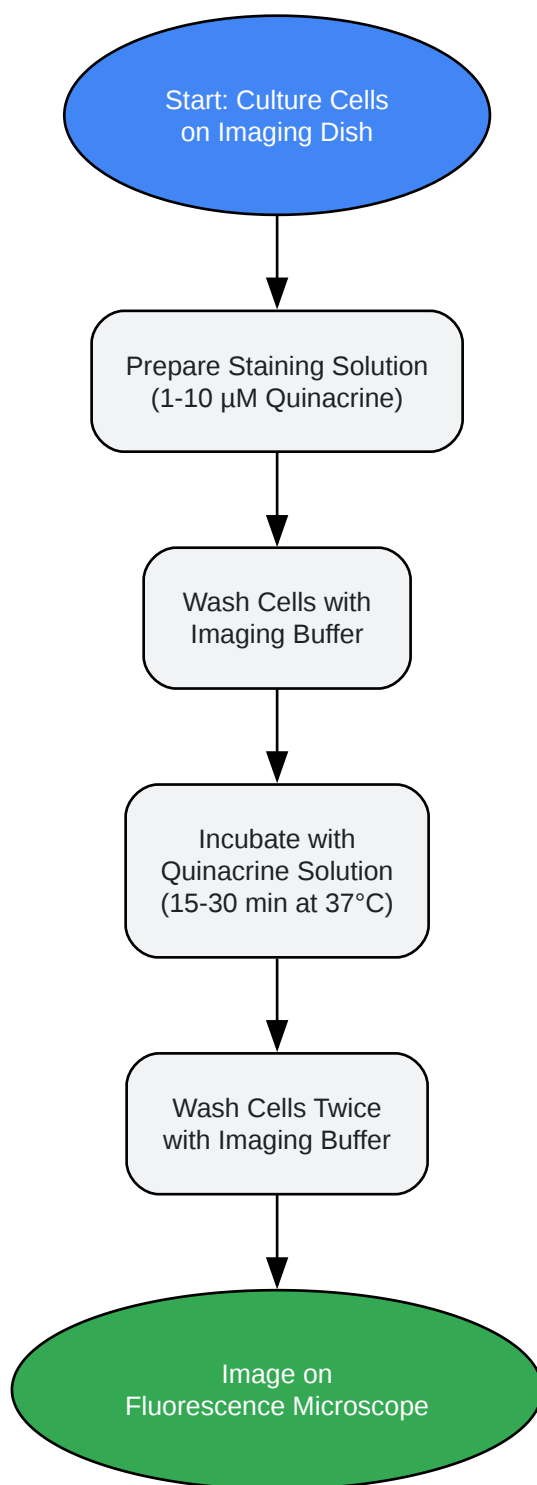 Start: Culture Cells
on Imaging Dish
Prepare Staining Solution
(1-10 µM Quinacrine)
Wash Cells with
Imaging Buffer
Incubate with
Quinacrine Solution
(15-30 min at 37°C)
Wash Cells Twice
with Imaging Buffer
Image on
Fluorescence Microscope